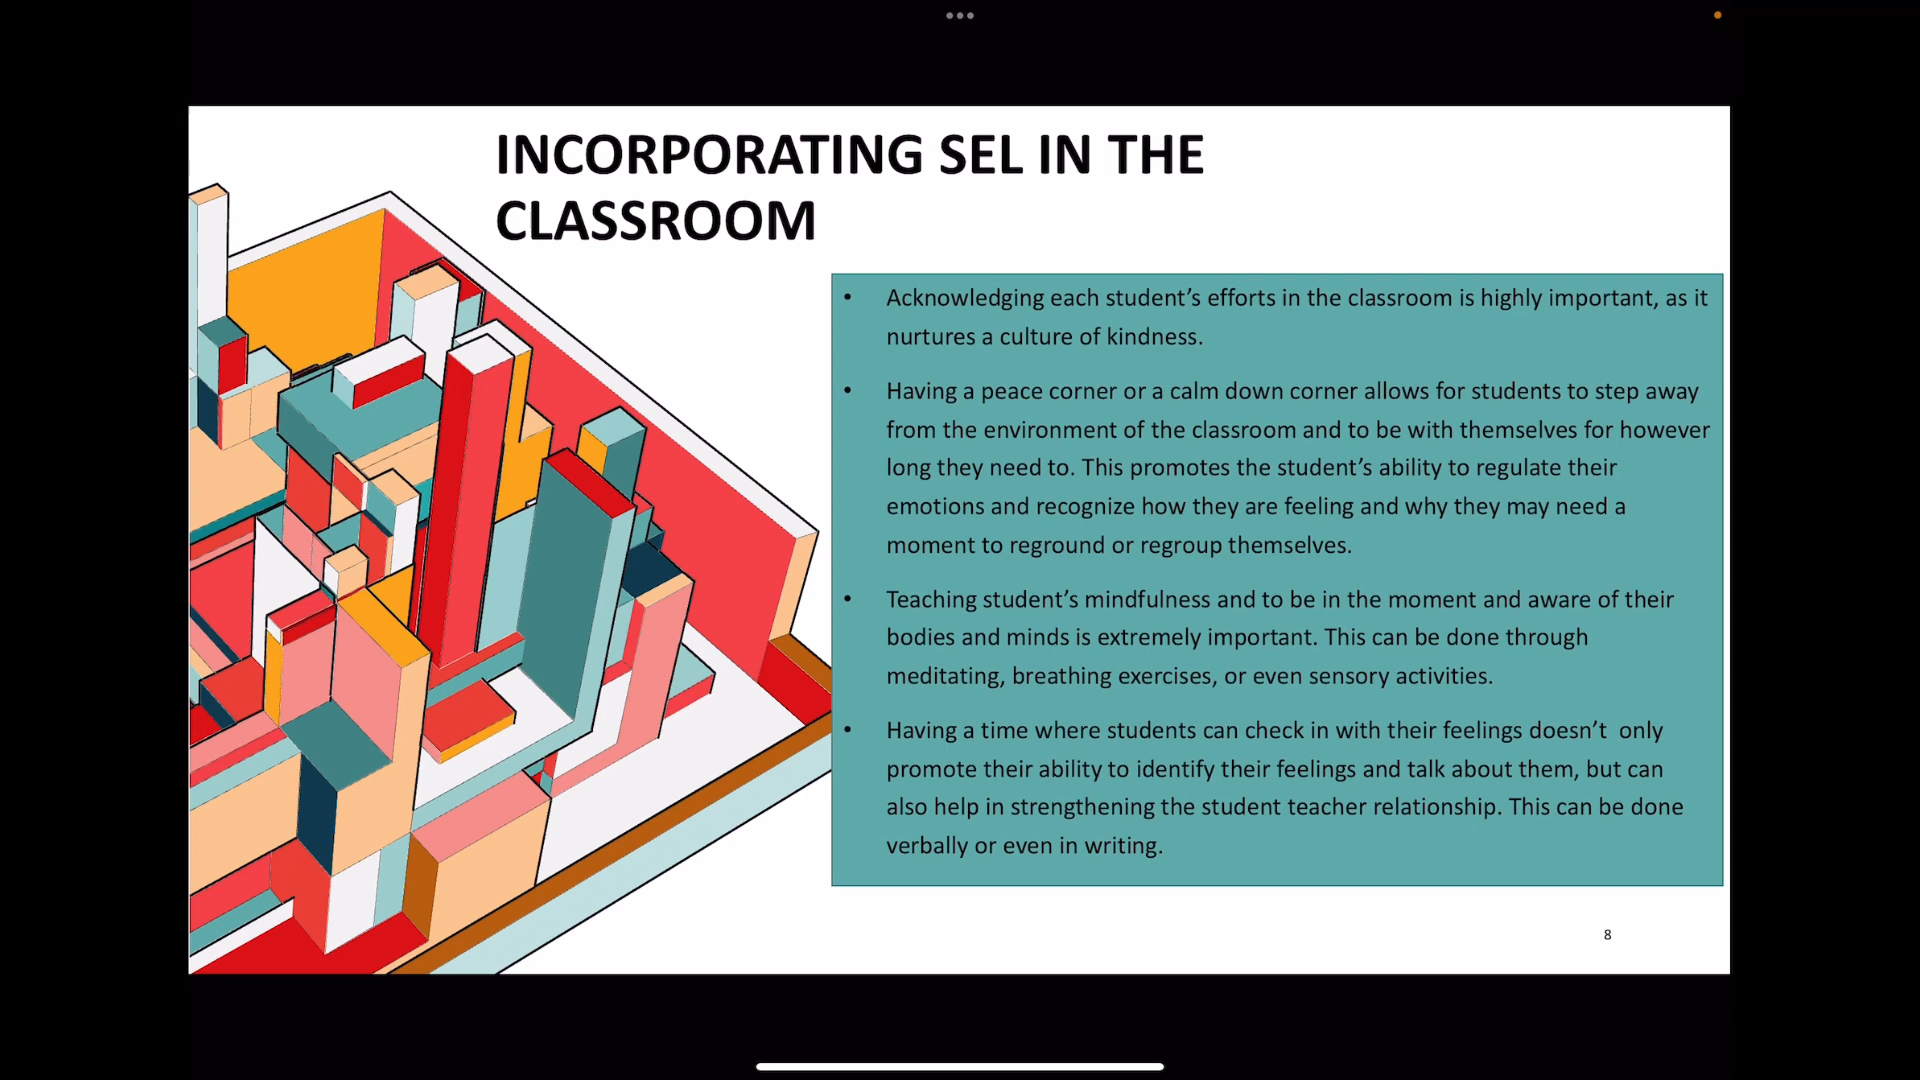 INCORPORATING SEL IN THE
CLASSROOM
• Acknowledging each student’s efforts in the classroom is highly important, as it
nurtures a culture of kindness.
• Having a peace corner or a calm down corner allows for students to step away
from the environment of the classroom and to be with themselves for however
long they need to. This promotes the student’s ability to regulate their
emotions and recognize how they are feeling and why they may need a
moment to reground or regroup themselves.
• Teaching student’s mindfulness and to be in the moment and aware of their
bodies and minds is extremely important. This can be done through
meditating, breathing exercises, or even sensory activities.
• Having a time where students can check in with their feelings doesn’t  only
promote their ability to identify their feelings and talk about them, but can
also help in strengthening the student teacher relationship. This can be done
verbally or even in writing.
8